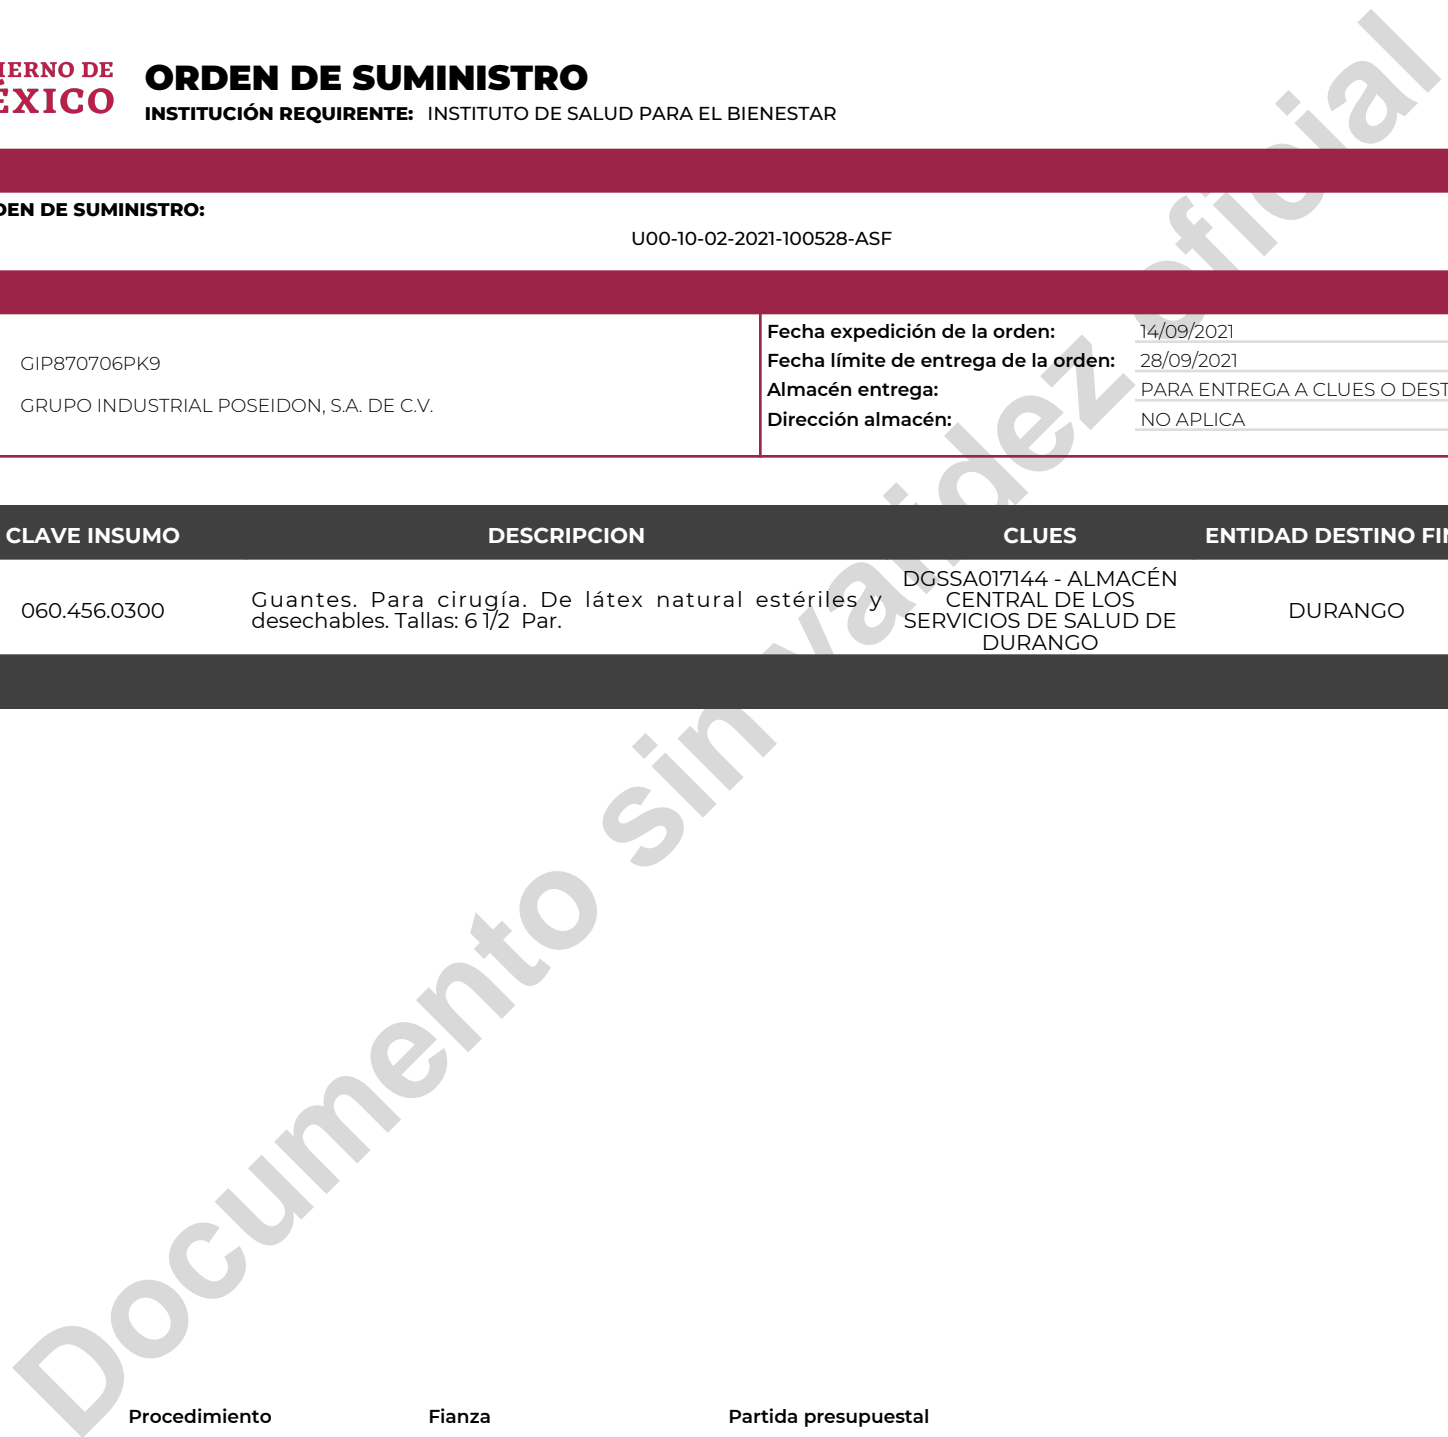 IERNO DE
ÉXICO
ORDEN DE SUMINISTRO
INSTITUCIÓN REQUIRENTE: INSTITUTO DE SALUD PARA EL BIENESTAR
DEN DE SUMINISTRO:
U00-10-02-2021-100528-ASF
GIP870706PK9
GRUPO INDUSTRIAL POSEIDON, S.A. DE C.V.
Fecha expedición de la orden: 14/09/2021
Fecha límite de entrega de la orden: 28/09/2021
Almacén entrega: PARA ENTREGA A CLUES O DEST
Dirección almacén: NO APLICA
CLAVE INSUMO DESCRIPCION CLUES ENTIDAD DESTINO FIN
060.456.0300
Guantes. Para cirugía. De látex natural estériles y
desechables. Tallas: 6 1/2 Par.
DGSSA017144 - ALMACÉN
CENTRAL DE LOS
SERVICIOS DE SALUD DE
DURANGO
DURANGO
Documento sin validez oficial
Procedimiento Fianza Partida presupuestal